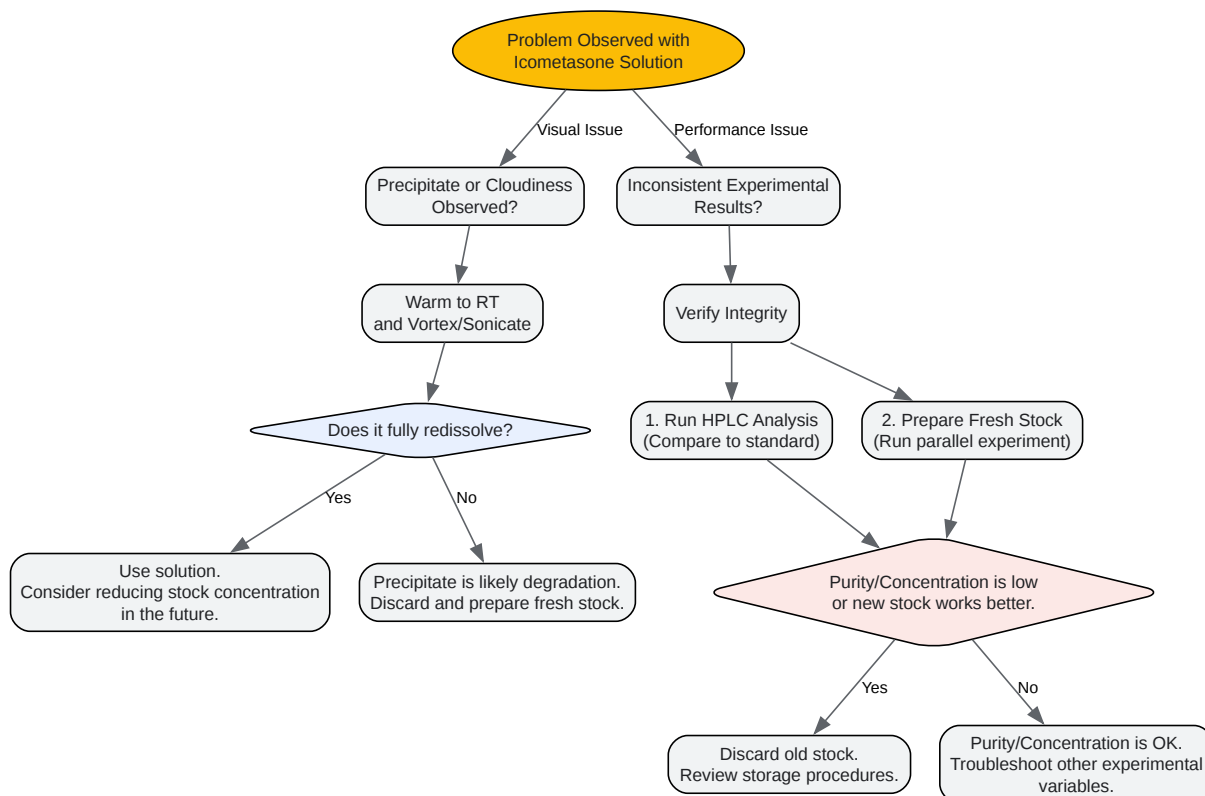 Problem Observed with
Icometasone Solution
Visual Issue
Performance Issue
Precipitate or Cloudiness
Observed?
Inconsistent Experimental
Results?
Warm to RT
and Vortex/Sonicate
Verify Integrity
Does it fully redissolve?
1. Run HPLC Analysis
(Compare to standard)
2. Prepare Fresh Stock
(Run parallel experiment)
Yes
No
Use solution.
Consider reducing stock concentration
in the future.
Precipitate is likely degradation.
Discard and prepare fresh stock.
Purity/Concentration is low
or new stock works better.
Yes
No
Discard old stock.
Review storage procedures.
Purity/Concentration is OK.
Troubleshoot other experimental
variables.